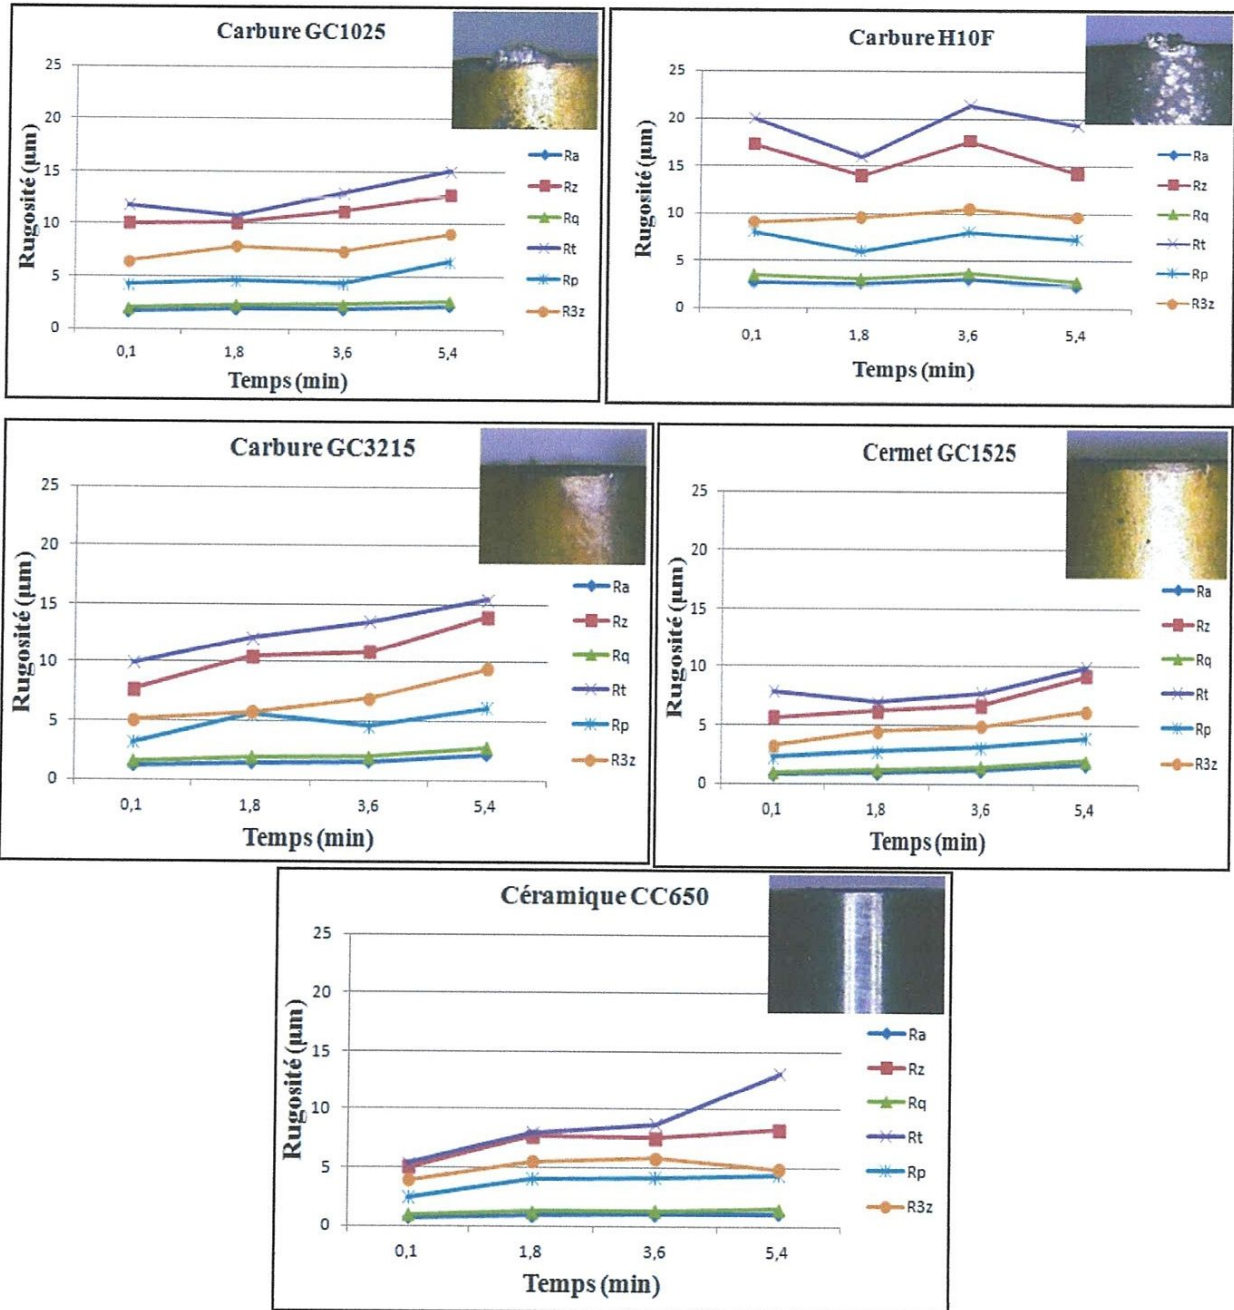 Carbure GC1025
25
20
15
10
5
0
Rugosité (µm)
0,1 1,8 3,6 5,4
Temps (min)
Ra
Rz
Rq
Rt
Rp
R3z
Carbure H10F
25
20
15
10
5
0
Rugosité (µm)
0,1 1,8 3,6 5,4
Temps (min)
Ra
Rz
Rq
Rt
Rp
R3z
Carbure GC3215
25
20
15
10
5
0
Rugosité (µm)
0,1 1,8 3,6 5,4
Temps (min)
Ra
Rz
Rq
Rt
Rp
R3z
Cermet GC1525
25
20
15
10
5
0
Rugosité (µm)
0,1 1,8 3,6 5,4
Temps (min)
Ra
Rz
Rq
Rt
Rp
R3z
Céramique CC650
25
20
15
10
5
0
Rugosité (µm)
0,1 1,8 3,6 5,4
Temps (min)
Ra
Rz
Rq
Rt
Rp
R3z